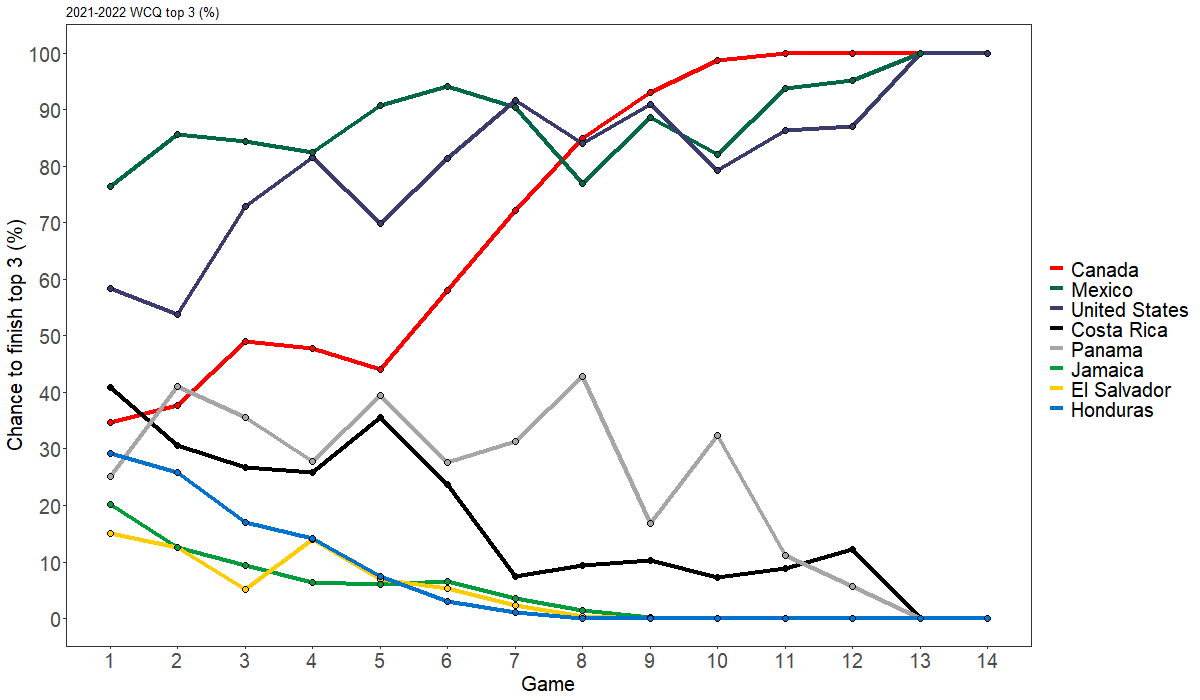 2021-2022 WCQ top 3 (%)
Chance to finish top 3 (%)
100
90
80
70
60
50
40
30
20
10
0
1 2 3 4 5 6 7 8 9 10 11 12 13 14
Game
Canada
Mexico
United States
Costa Rica
Panama
Jamaica
El Salvador
Honduras